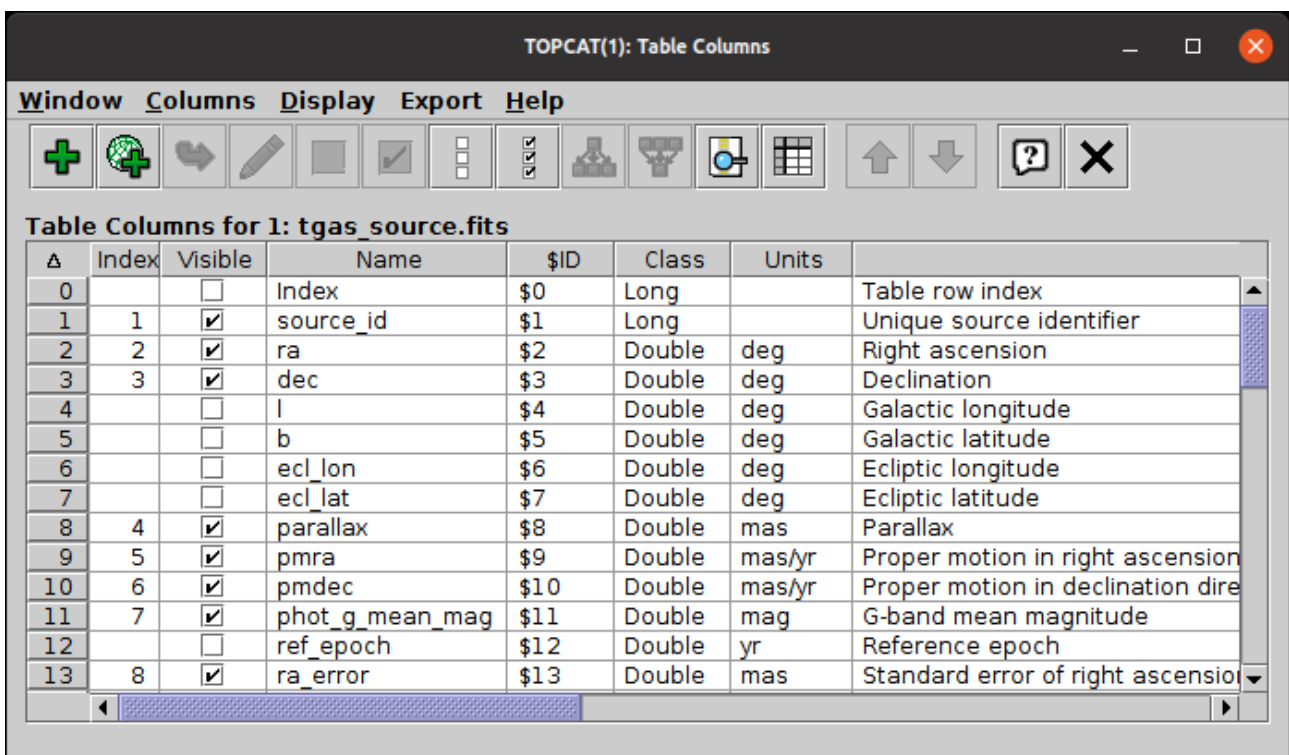 TOPCAT(1): Table Columns
Window Columns Display Export Help
Table Columns for 1: tgas_source.fits
Index Visible Name $ID Class Units
0 Index $0 Long Table row index
1 1 source_id $1 Long Unique source identifier
2 2 ra $2 Double deg Right ascension
3 3 dec $3 Double deg Declination
4 l $4 Double deg Galactic longitude
5 b $5 Double deg Galactic latitude
6 ecl_lon $6 Double deg Ecliptic longitude
7 ecl_lat $7 Double deg Ecliptic latitude
8 4 parallax $8 Double mas Parallax
9 5 pmra $9 Double mas/yr Proper motion in right ascension
10 6 pmdec $10 Double mas/yr Proper motion in declination dire
11 7 phot_g_mean_mag $11 Double mag G-band mean magnitude
12 ref_epoch $12 Double yr Reference epoch
13 8 ra_error $13 Double mas Standard error of right ascension